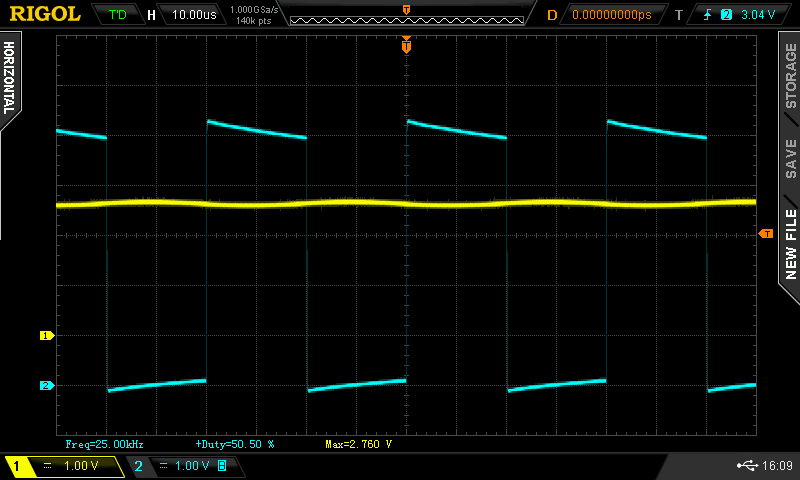 RIGOL T'D H 10.00us 1.000GSa/s 140k pts D 0.00000000ps T 2 3.04 V
HORIZONTAL
T
T
STORAGE
SAVE
NEW FILE
T
1
2
Freq=25.00kHz +Duty=50.50 % Max=2.760 V
1 1.00 V 2 1.00 V B 16:09